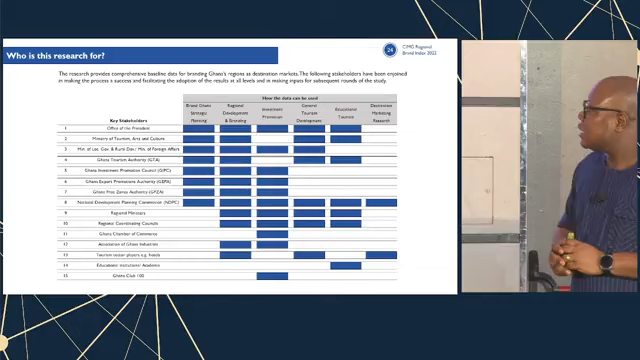 Who is this research for?
24
CIMG Regional
Brand Index 2022
The research provides comprehensive baseline data for branding Ghana's regions as destination markets. The following stakeholders have been enjoined
in making the process a success and facilitating the adoption of the results at all levels and in making inputs for subsequent rounds of the study.
How the data can be used
Key Stakeholders
Brand Ghana Strategic Planning
Regional Development & Branding
Investment Promotion
General Tourism Development
Educational Tourism
Destination Marketing Research
1 Office of the President
2 Ministry of Tourism, Arts and Culture
3 Min. of Loc. Gov. & Rural Dev./ Min. of Foreign Affairs
4 Ghana Tourism Authority (GTA)
5 Ghana Investment Promotion Council (GIPC)
6 Ghana Export Promotions Authority (GEPA)
7 Ghana Free Zones Authority (GFZA)
8 National Development Planning Commission (NDPC)
9 Regional Ministers
10 Regional Coordinating Councils
11 Ghana Chamber of Commerce
12 Association of Ghana Industries
13 Tourism sector players e.g. hotels
14 Educational Institutions/ Academia
15 Ghana Club 100